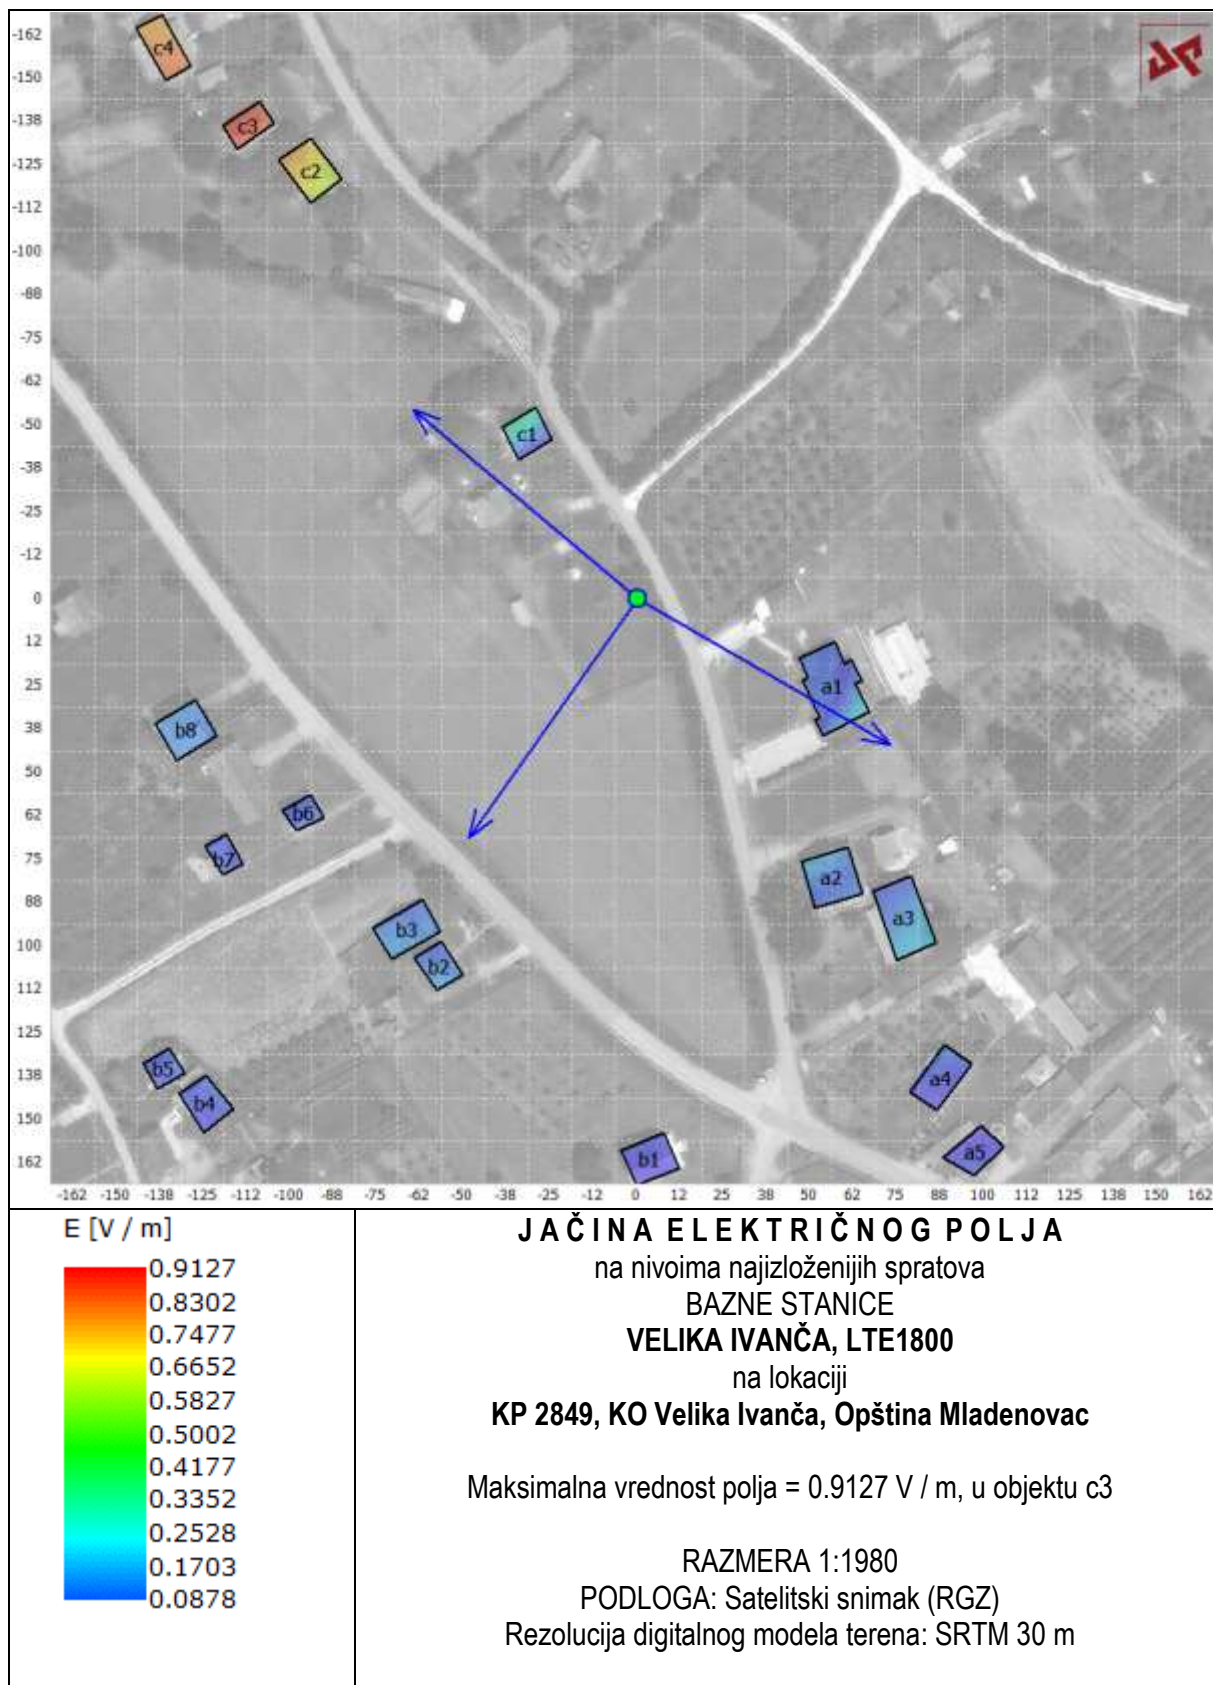 -162
-150
-138
-125
-112
-100
-88
-75
-62
-50
-38
-25
-12
0
12
25
38
50
62
75
88
100
112
125
138
150
162
c4
c3
c2
c1
a1
b8
b6
b7
a2
b3
a3
b2
b5
b4
a4
b1
a5
-162 -150 -138 -125 -112 -100 -88 -75 -62 -50 -38 -25 -12 0 12 25 38 50 62 75 88 100 112 125 138 150 162
E [V / m]
0.9127
0.8302
0.7477
0.6652
0.5827
0.5002
0.4177
0.3352
0.2528
0.1703
0.0878
JAČINA ELEKTRIČNOG POLJA
na nivoima najizloženijih spratova
BAZNE STANICE
VELIKA IVANČA, LTE1800
na lokaciji
KP 2849, KO Velika Ivanča, Opština Mladenovac
Maksimalna vrednost polja = 0.9127 V / m, u objektu c3
RAZMERA 1:1980
PODLOGA: Satelitski snimak (RGZ)
Rezolucija digitalnog modela terena: SRTM 30 m